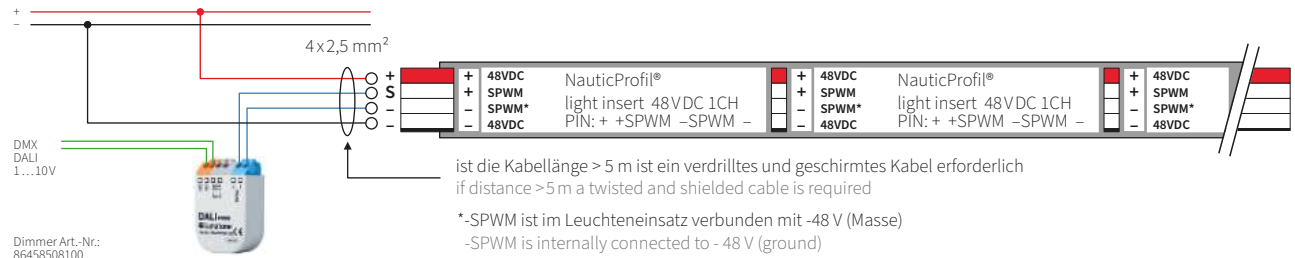 +
–
4 x 2,5 mm²
+
S
–
–
+ 48VDC
+ SPWM
– SPWM*
– 48VDC
NauticProfil®
light insert 48 V DC 1CH
PIN: + +SPWM –SPWM –
+ 48VDC
+ SPWM
– SPWM*
– 48VDC
NauticProfil®
light insert 48 V DC 1CH
PIN: + +SPWM –SPWM –
+ 48VDC
+ SPWM
– SPWM*
– 48VDC
DMX
DALI
1…10V
ist die Kabellänge > 5 m ist ein verdrilltes und geschirmtes Kabel erforderlich
if distance > 5 m a twisted and shielded cable is required
*-SPWM ist im Leuchteneinsatz verbunden mit -48 V (Masse)
-SPWM is internally connected to - 48 V (ground)
DALI
Dimmer Art.-Nr.:
86458508100